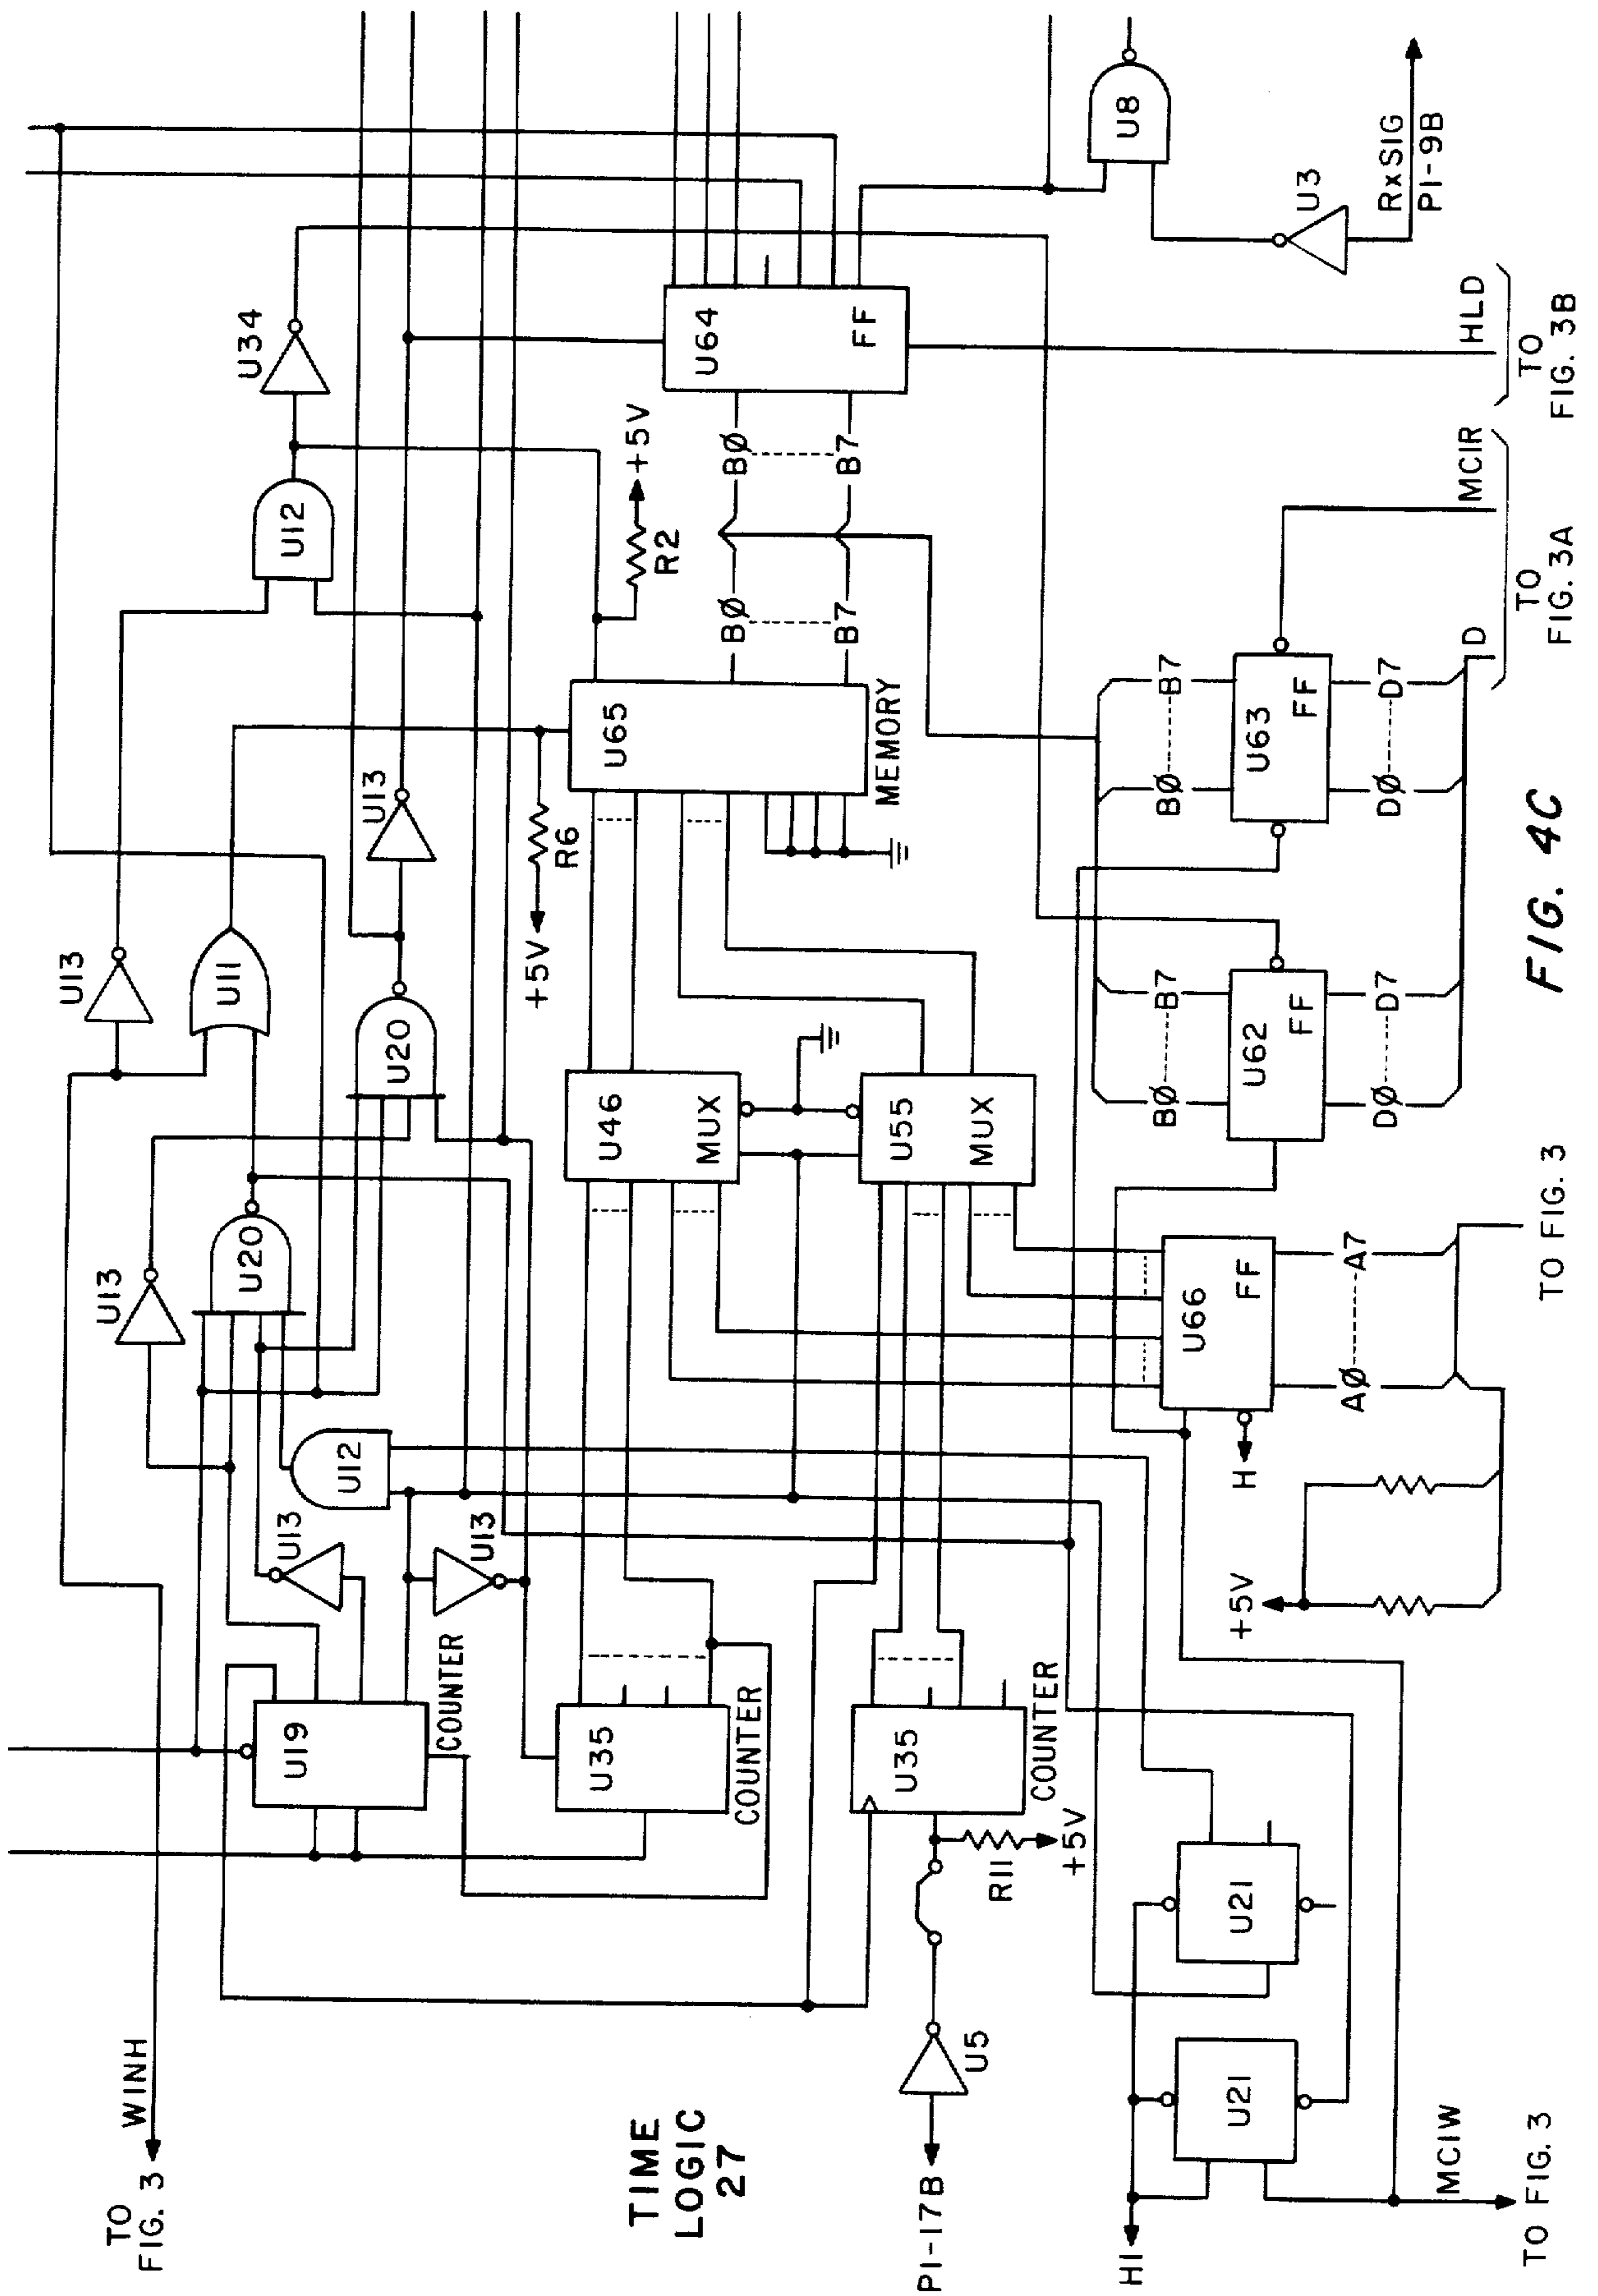 TO
FIG. 3
WINH
TIME
LOGIC
27
PI-17B
U5
HI
U21
U21
MCIW
TO FIG. 3
U19
COUNTER
U35
COUNTER
U35
COUNTER
R11
+5V
U13
U13
U12
U13
U20
U13
U11
U20
U13
U12
U34
+5V
R6
R2
+5V
U46
MUX
U55
MUX
U65
MEMORY
BØ
B7
BØ
B7
U64
FF
+5V
H
U66
FF
AØ
A7
TO FIG. 3
BØ
B7
U62
FF
DØ
D7
BØ
B7
U63
FF
DØ
D7
D
MCIR
TO
FIG. 3A
HLD
TO
FIG. 3B
U8
U3
RxSIG
PI-9B
FIG. 4C